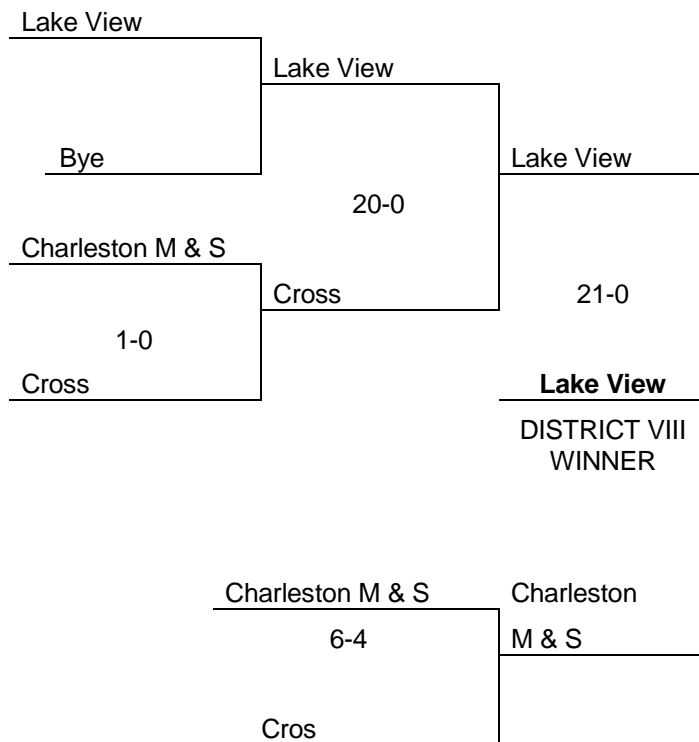 Lake View
Lake View
Bye
Lake View
20-0
Charleston M & S
Cross
21-0
1-0
Cross
Lake View
DISTRICT VIII
WINNER
Charleston M & S
Charleston
6-4
M & S
Cros